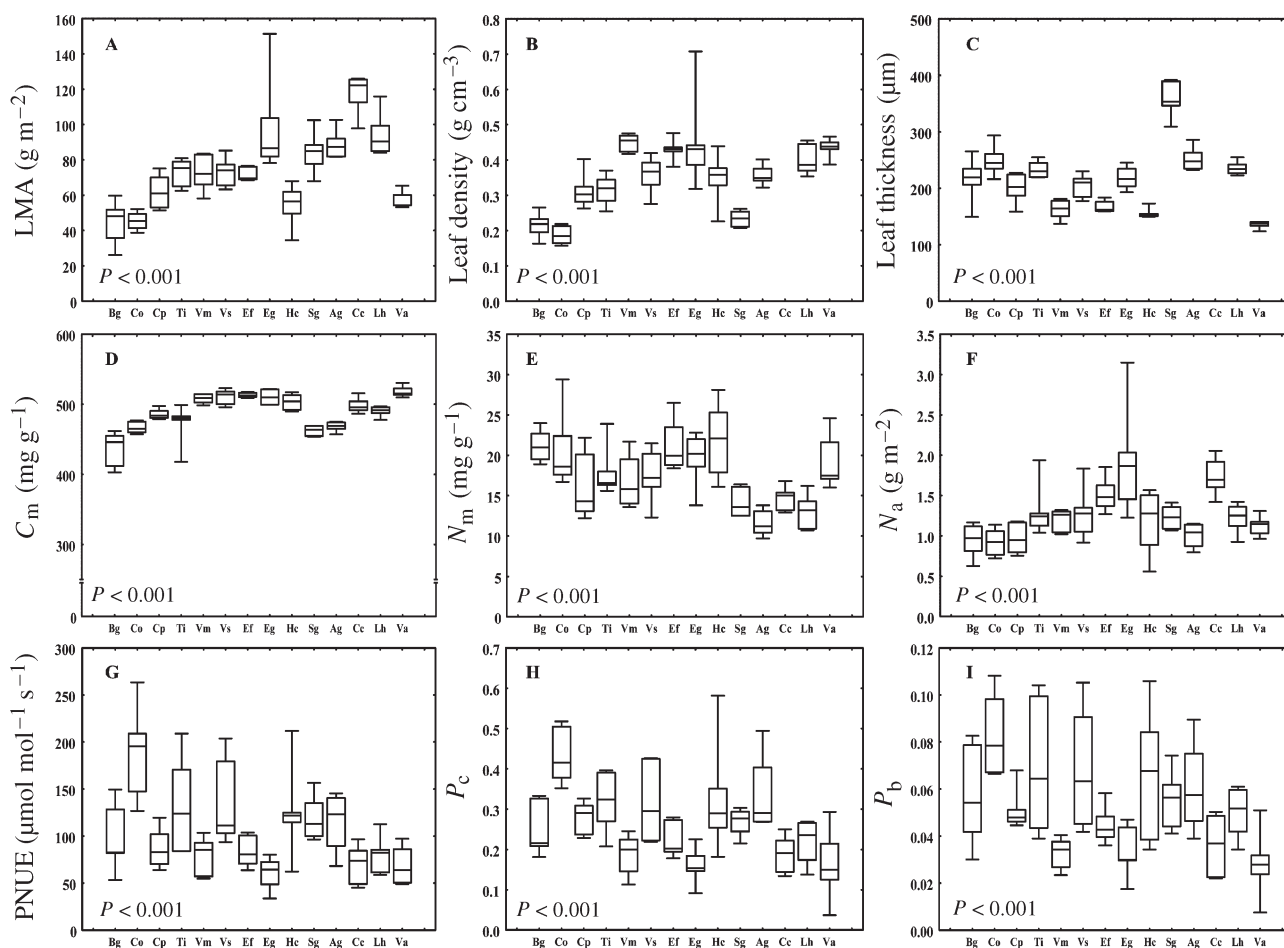 A
LMA (g m−2)
160
140
120
100
80
60
40
20
0
P < 0.001
Bg Co Cp Ti Vm Vs Ef Eg Hc Sg Ag Cc Lh Va
B
Leaf density (g cm−3)
0.8
0.7
0.6
0.5
0.4
0.3
0.2
0.1
0.0
P < 0.001
Bg Co Cp Ti Vm Vs Ef Eg Hc Sg Ag Cc Lh Va
C
Leaf thickness (μm)
500
400
300
200
100
0
P < 0.001
Bg Co Cp Ti Vm Vs Ef Eg Hc Sg Ag Cc Lh Va
D
Cm (mg g−1)
600
500
400
300
0
P < 0.001
Bg Co Cp Ti Vm Vs Ef Eg Hc Sg Ag Cc Lh Va
E
Nm (mg g−1)
35
30
25
20
15
10
5
0
P < 0.001
Bg Co Cp Ti Vm Vs Ef Eg Hc Sg Ag Cc Lh Va
F
Na (g m−2)
3.5
3.0
2.5
2.0
1.5
1.0
0.5
0.0
P < 0.001
Bg Co Cp Ti Vm Vs Ef Eg Hc Sg Ag Cc Lh Va
G
PNUE (μmol mol−1 s−1)
300
250
200
150
100
50
0
P < 0.001
Bg Co Cp Ti Vm Vs Ef Eg Hc Sg Ag Cc Lh Va
H
Pc
0.7
0.6
0.5
0.4
0.3
0.2
0.1
0.0
P < 0.001
Bg Co Cp Ti Vm Vs Ef Eg Hc Sg Ag Cc Lh Va
I
Pb
0.12
0.10
0.08
0.06
0.04
0.02
0.00
P < 0.001
Bg Co Cp Ti Vm Vs Ef Eg Hc Sg Ag Cc Lh Va